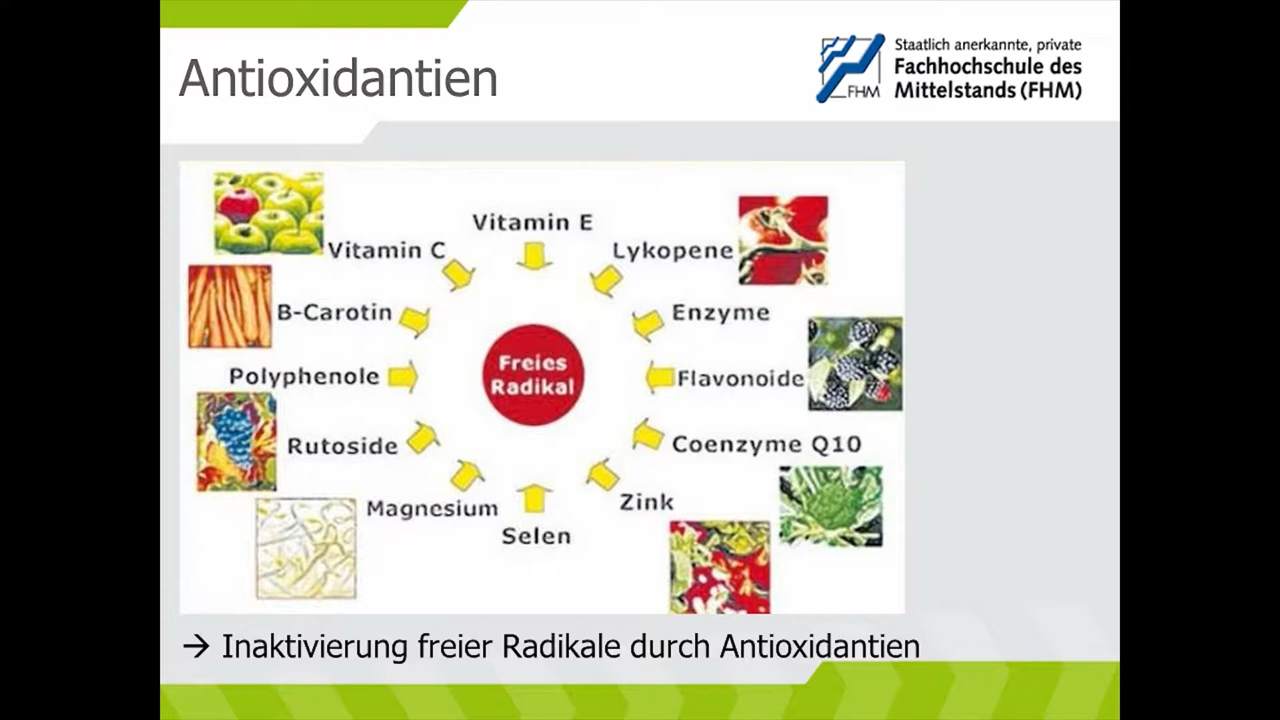 Antioxidantien
Staatlich anerkannte, private
Fachhochschule des
Mittelstands (FHM)
FHM
Vitamin E
Vitamin C
Lykopene
B-Carotin
Enzyme
Freies
Radikal
Polyphenole
Flavonoide
Rutoside
Coenzyme Q10
Magnesium
Zink
Selen
→ Inaktivierung freier Radikale durch Antioxidantien